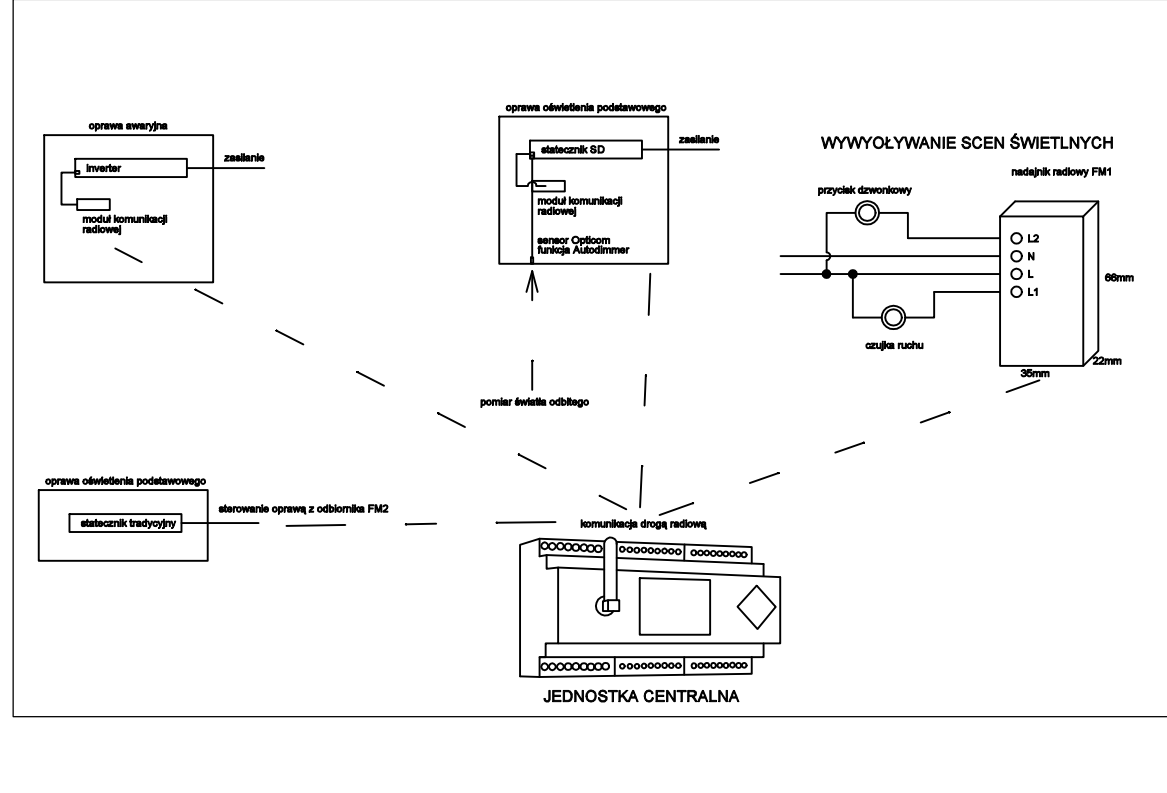 oprawa awaryjna
inverter
zasilanie
moduł komunikacji
radiowej
oprawa oświetlenia podstawowego
statecznik SD
zasilanie
moduł komunikacji
radiowej
sensor Opticom
funkcja Autodimmer
pomiar światła odbitego
WYWYOŁYWANIE SCEN ŚWIETLNYCH
nadajnik radiowy FM1
przycisk dzwonkowy
L2
N
L
L1
66mm
czujka ruchu
22mm
35mm
oprawa oświetlenia podstawowego
sterowanie oprawą z odbiornika FM2
statecznik tradycyjny
komunikacja drogą radiową
JEDNOSTKA CENTRALNA